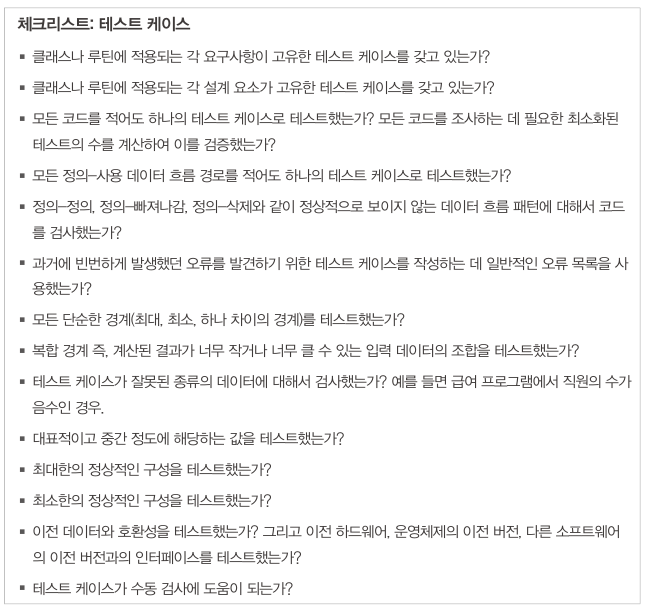 체크리스트: 테스트 케이스
▪ 클래스나 루틴에 적용되는 각 요구사항이 고유한 테스트 케이스를 갖고 있는가?
▪ 클래스나 루틴에 적용되는 각 설계 요소가 고유한 테스트 케이스를 갖고 있는가?
▪ 모든 코드를 적어도 하나의 테스트 케이스로 테스트했는가? 모든 코드를 조사하는 데 필요한 최소화된
테스트의 수를 계산하여 이를 검증했는가?
▪ 모든 정의–사용 데이터 흐름 경로를 적어도 하나의 테스트 케이스로 테스트했는가?
▪ 정의–정의, 정의–빠져나감, 정의–삭제와 같이 정상적으로 보이지 않는 데이터 흐름 패턴에 대해서 코드
를 검사했는가?
▪ 과거에 빈번하게 발생했던 오류를 발견하기 위한 테스트 케이스를 작성하는 데 일반적인 오류 목록을 사
용했는가?
▪ 모든 단순한 경계(최대, 최소, 하나 차이의 경계)를 테스트했는가?
▪ 복합 경계 즉, 계산된 결과가 너무 작거나 너무 클 수 있는 입력 데이터의 조합을 테스트했는가?
▪ 테스트 케이스가 잘못된 종류의 데이터에 대해서 검사했는가? 예를 들면 급여 프로그램에서 직원의 수가
음수인 경우.
▪ 대표적이고 중간 정도에 해당하는 값을 테스트했는가?
▪ 최대한의 정상적인 구성을 테스트했는가?
▪ 최소한의 정상적인 구성을 테스트했는가?
▪ 이전 데이터와 호환성을 테스트했는가? 그리고 이전 하드웨어, 운영체제의 이전 버전, 다른 소프트웨어
의 이전 버전과의 인터페이스를 테스트했는가?
▪ 테스트 케이스가 수동 검사에 도움이 되는가?